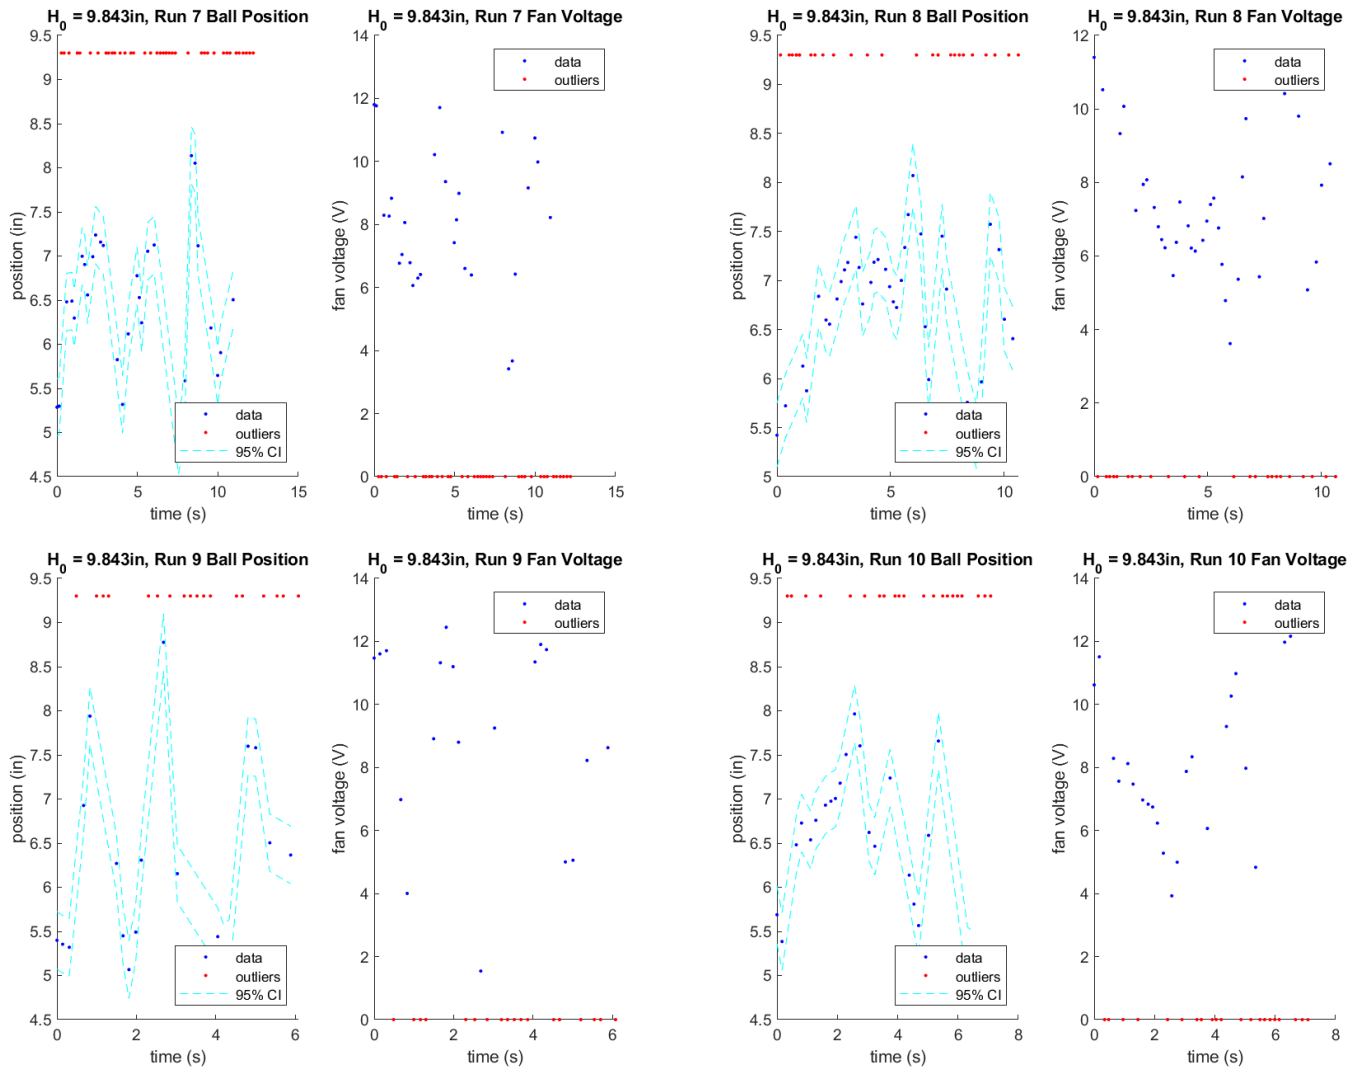 H0 = 9.843in, Run 7 Ball Position
9.5
9
8.5
8
7.5
7
6.5
6
5.5
5
4.5
position (in)
0 5 10 15
time (s)
data
outliers
95% CI
H0 = 9.843in, Run 7 Fan Voltage
14
12
10
8
6
4
2
0
fan voltage (V)
0 5 10 15
time (s)
data
outliers
H0 = 9.843in, Run 8 Ball Position
9.5
9
8.5
8
7.5
7
6.5
6
5.5
5
position (in)
0 5 10
time (s)
data
outliers
95% CI
H0 = 9.843in, Run 8 Fan Voltage
12
10
8
6
4
2
0
fan voltage (V)
0 5 10
time (s)
data
outliers
H0 = 9.843in, Run 9 Ball Position
9.5
9
8.5
8
7.5
7
6.5
6
5.5
5
4.5
position (in)
0 2 4 6
time (s)
data
outliers
95% CI
H0 = 9.843in, Run 9 Fan Voltage
14
12
10
8
6
4
2
0
fan voltage (V)
0 2 4 6
time (s)
data
outliers
H0 = 9.843in, Run 10 Ball Position
9.5
9
8.5
8
7.5
7
6.5
6
5.5
5
4.5
position (in)
0 2 4 6 8
time (s)
data
outliers
95% CI
H0 = 9.843in, Run 10 Fan Voltage
14
12
10
8
6
4
2
0
fan voltage (V)
0 2 4 6 8
time (s)
data
outliers